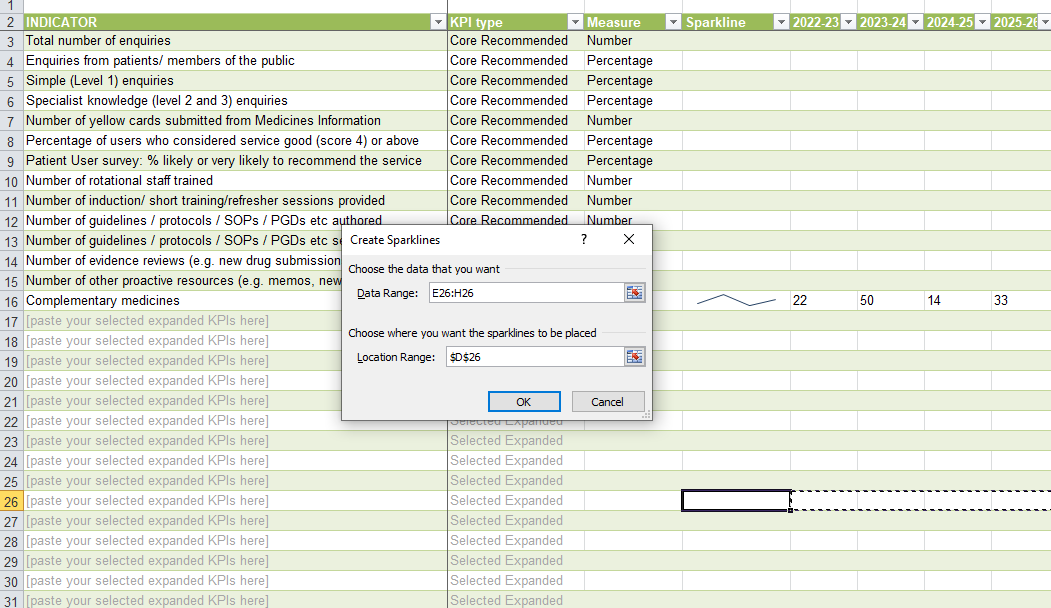 1
2 INDICATOR KPI type Measure Sparkline 2022-23 2023-24 2024-25 2025-26
3 Total number of enquiries Core Recommended Number
4 Enquiries from patients/ members of the public Core Recommended Percentage
5 Simple (Level 1) enquiries Core Recommended Percentage
6 Specialist knowledge (level 2 and 3) enquiries Core Recommended Percentage
7 Number of yellow cards submitted from Medicines Information Core Recommended Number
8 Percentage of users who considered service good (score 4) or above Core Recommended Percentage
9 Patient User survey: % likely or very likely to recommend the service Core Recommended Percentage
10 Number of rotational staff trained Core Recommended Number
11 Number of induction/ short training/refresher sessions provided Core Recommended Number
12 Number of guidelines / protocols / SOPs / PGDs etc authored Core Recommended Number
13 Number of guidelines / protocols / SOPs / PGDs etc
14 Number of evidence reviews (e.g. new drug submission
15 Number of other proactive resources (e.g. memos, new
16 Complementary medicines 22 50 14 33
Create Sparklines ?
Choose the data that you want
Data Range: E26:H26
Choose where you want the sparklines to be placed
Location Range: $D$26
OK Cancel
17 [paste your selected expanded KPIs here]
18 [paste your selected expanded KPIs here]
19 [paste your selected expanded KPIs here]
20 [paste your selected expanded KPIs here]
21 [paste your selected expanded KPIs here]
22 [paste your selected expanded KPIs here] Selected Expanded
23 [paste your selected expanded KPIs here] Selected Expanded
24 [paste your selected expanded KPIs here] Selected Expanded
25 [paste your selected expanded KPIs here] Selected Expanded
26 [paste your selected expanded KPIs here] Selected Expanded
27 [paste your selected expanded KPIs here] Selected Expanded
28 [paste your selected expanded KPIs here] Selected Expanded
29 [paste your selected expanded KPIs here] Selected Expanded
30 [paste your selected expanded KPIs here] Selected Expanded
31 [paste your selected expanded KPIs here] Selected Expanded